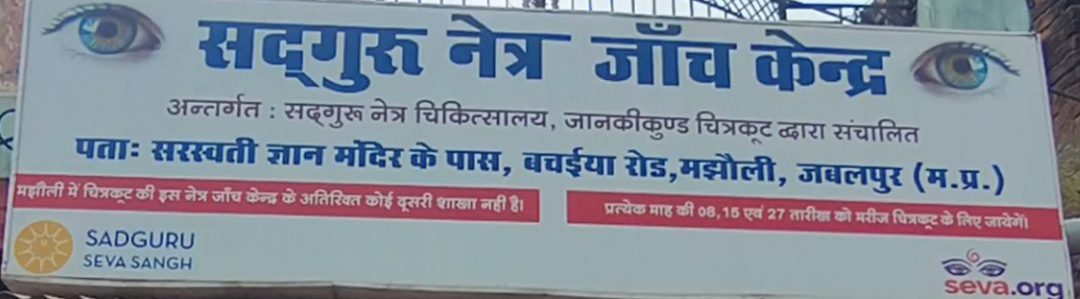 सद्‌गुरू नेत्र जाँच केन्द्र
अन्तर्गत : सद्‌गुरू नेत्र चिकित्सालय, जानकीकुण्ड चित्रकूट द्वारा संचालित
पताः सरस्वती ज्ञान मंदिर के पास, बचईया रोड,मझौली, जबलपुर (म.प्र.)
मझौली में चित्रकूट की इस नेत्र जाँच केन्द्र के अतिरिक्त कोई दूसरी शाखा नही है।
प्रत्येक माह की 08,15 एवं 27 तारीख को मरीज चित्रकूट के लिए जायेगें।
SADGURU
SEVA SANGH
seva.org